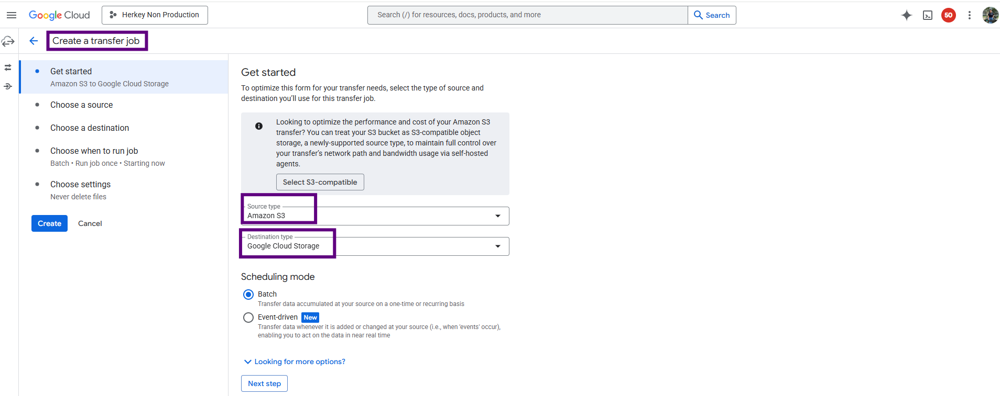 Google Cloud
Herkey Non Production
Search (/) for resources, docs, products, and more
Search
50
Create a transfer job
Get started
Amazon S3 to Google Cloud Storage
Choose a source
Choose a destination
Choose when to run job
Batch • Run job once • Starting now
Choose settings
Never delete files
Create
Cancel
Get started
To optimize this form for your transfer needs, select the type of source and
destination you’ll use for this transfer job.
Looking to optimize the performance and cost of your Amazon S3
transfer? You can treat your S3 bucket as S3-compatible object
storage, a newly-supported source type, to maintain full control over
your transfer’s network path and bandwidth usage via self-hosted
agents.
Select S3-compatible
Source type
Amazon S3
Destination type
Google Cloud Storage
Scheduling mode
Batch
Transfer data accumulated at your source on a one-time or recurring basis
Event-driven New
Transfer data whenever it is added or changed at your source (i.e., when 'events' occur),
enabling you to act on the data in near real time
Looking for more options?
Next step